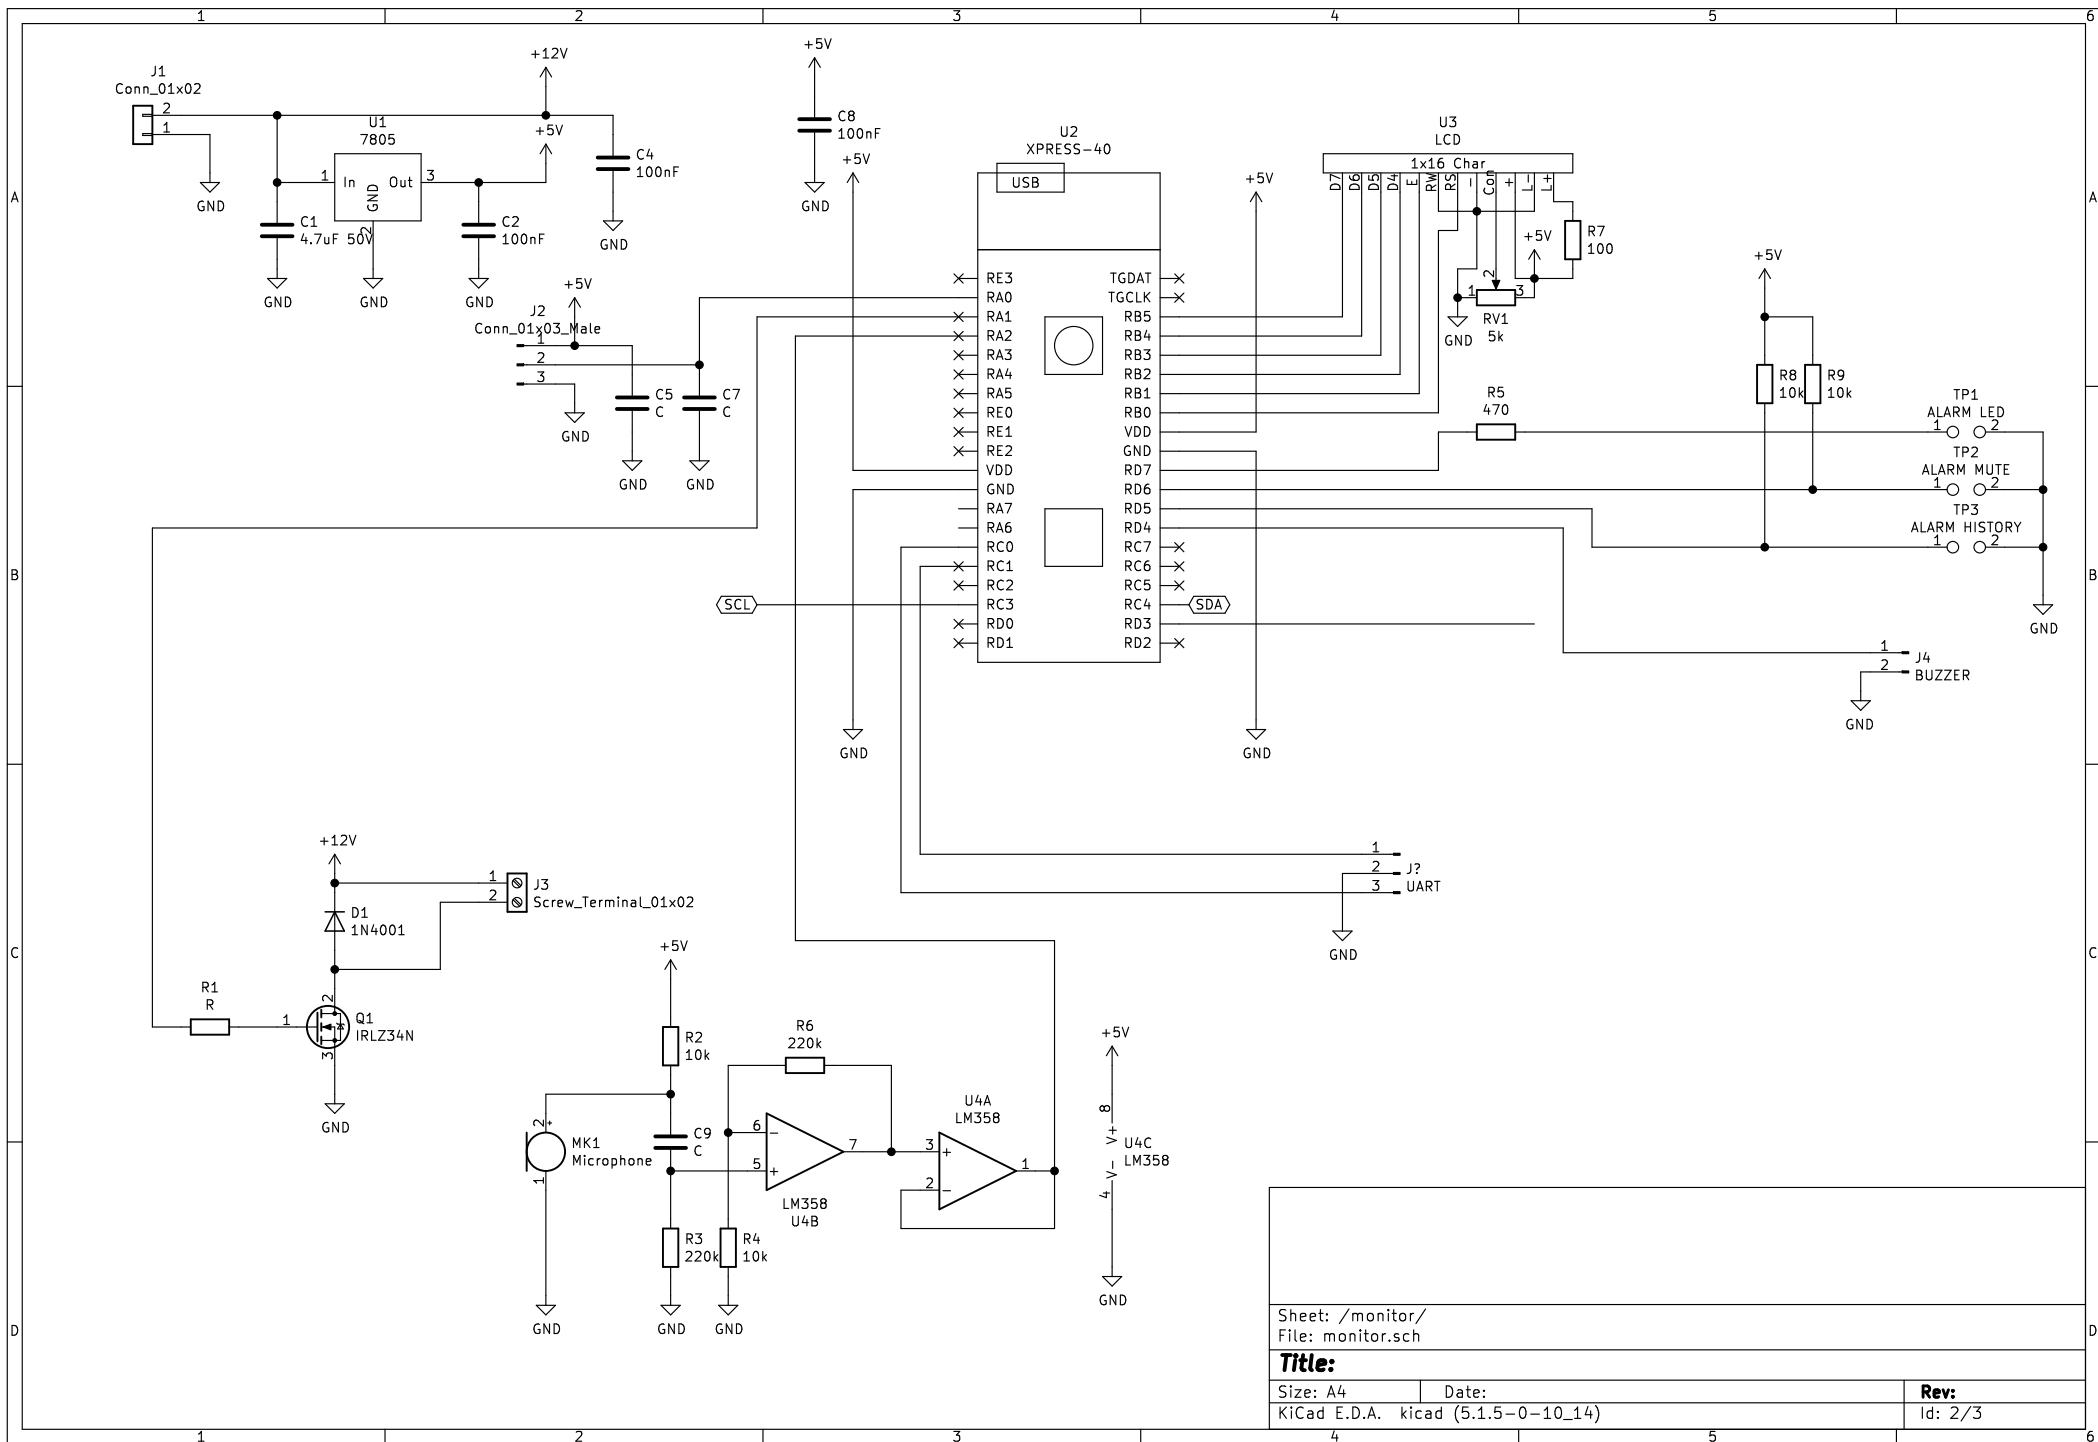 1 2 3 4 5 6
A
B
C
D
A
B
C
D
1 2 3 4 5 6
J1
Conn_01x02
2
1
GND
+12V
U1
7805
+5V
1 In Out 3
GND
2
C1
4.7uF 50V
GND
GND
C2
100nF
GND
C4
100nF
GND
+5V
C8
100nF
GND
+5V
J2
Conn_01x03_Male
1
2
3
GND
C5
C
GND
C7
C
GND
+5V
GND
U2
XPRESS-40
USB
RE3
RA0
RA1
RA2
RA3
RA4
RA5
RE0
RE1
RE2
VDD
GND
RA7
RA6
RC0
RC1
RC2
RC3
RD0
RD1
TGDAT
TGCLK
RB5
RB4
RB3
RB2
RB1
RB0
VDD
GND
RD7
RD6
RD5
RD4
RC7
RC6
RC5
RC4
RD3
RD2
SCL
SDA
+5V
GND
U3
LCD
1x16 Char
D7
D6
D5
D4
E
RW
RS
-
Con
+
L-
L+
R7
100
+5V
1
2
3
RV1
5k
GND
+5V
R8
10k
R9
10k
R5
470
TP1
ALARM LED
1 2
TP2
ALARM MUTE
1 2
TP3
ALARM HISTORY
1 2
GND
1
2
J4
BUZZER
GND
1
2
3
J?
UART
GND
+12V
1
2
J3
Screw_Terminal_01x02
D1
1N4001
R1
R
1
2
3
Q1
IRLZ34N
GND
+5V
R2
10k
2
+
1
MK1
Microphone
GND
C9
C
R3
220k
GND
R4
10k
GND
R6
220k
6 -
5 +
7
LM358
U4B
U4A
LM358
3 +
2 -
1
+5V
8
V+
V-
4
U4C
LM358
GND
Sheet: /monitor/
File: monitor.sch
Title:
Size: A4 Date: Rev:
KiCad E.D.A. kicad (5.1.5-0-10_14) Id: 2/3